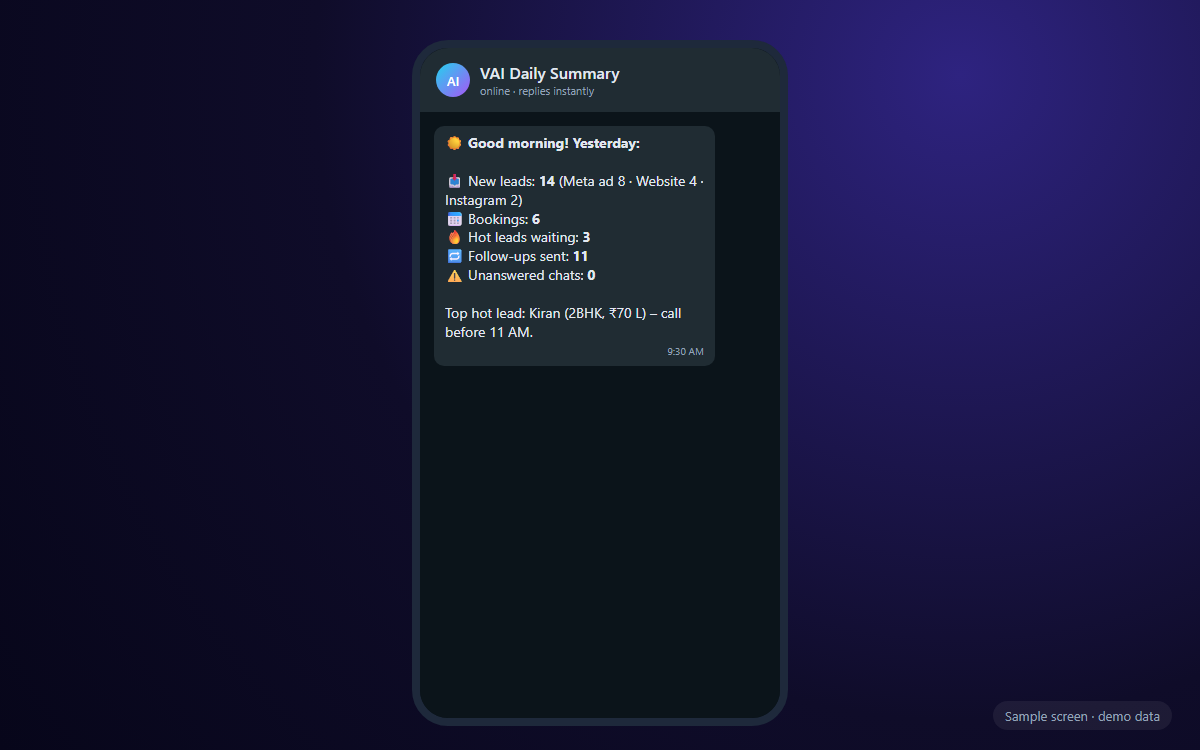 AI
VAI Daily Summary
online · replies instantly
☀️ Good morning! Yesterday:
📥 New leads: 14 (Meta ad 8 · Website 4 ·
Instagram 2)
📅 Bookings: 6
🔥 Hot leads waiting: 3
🔁 Follow-ups sent: 11
⚠️ Unanswered chats: 0
Top hot lead: Kiran (2BHK, ₹70 L) – call
before 11 AM.
9:30 AM
Sample screen · demo data